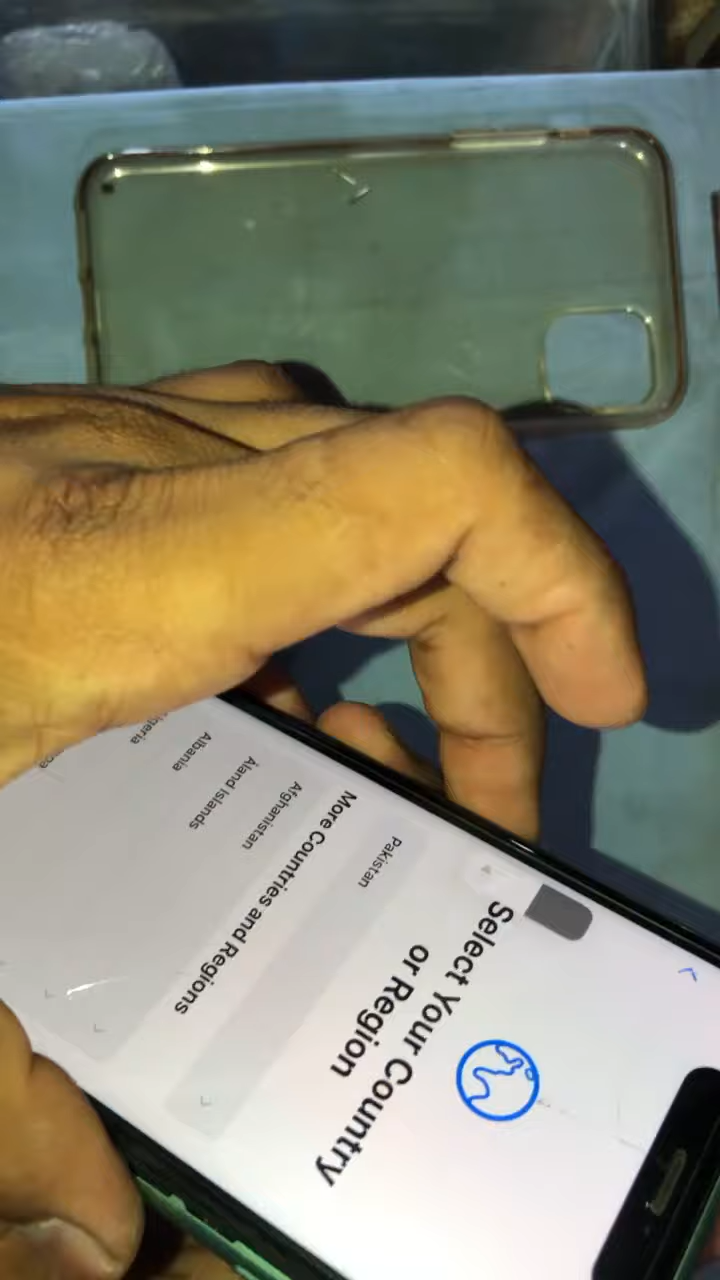 Select Your Country
or Region
Pakistan
More Countries and Regions
Afghanistan
Åland Islands
Albania